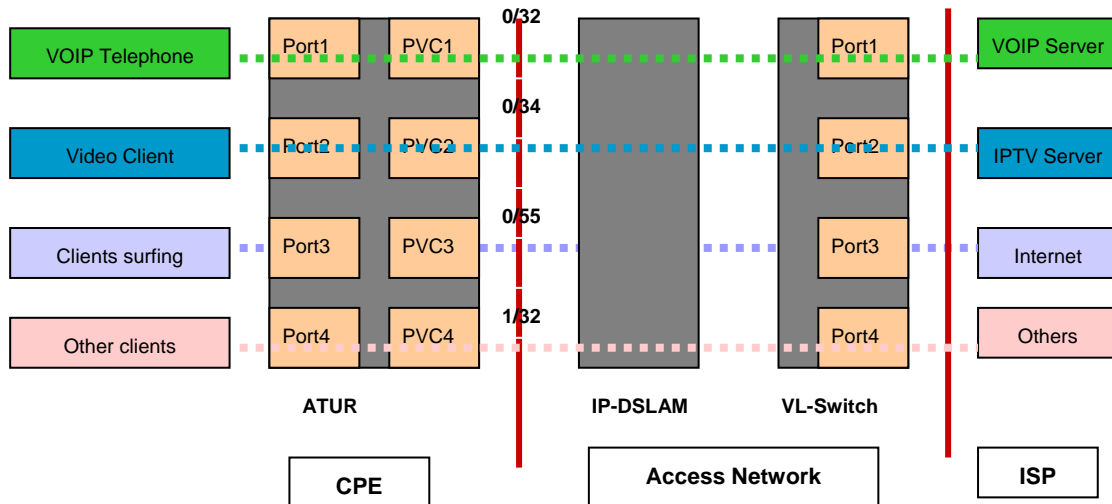 0/32
VOIP Telephone
Port1
PVC1
Port1
VOIP Server
0/34
Video Client
Port2
PVC2
Port2
IPTV Server
0/55
Clients surfing
Port3
PVC3
Port3
Internet
1/32
Other clients
Port4
PVC4
Port4
Others
ATUR
IP-DSLAM
VL-Switch
CPE
Access Network
ISP